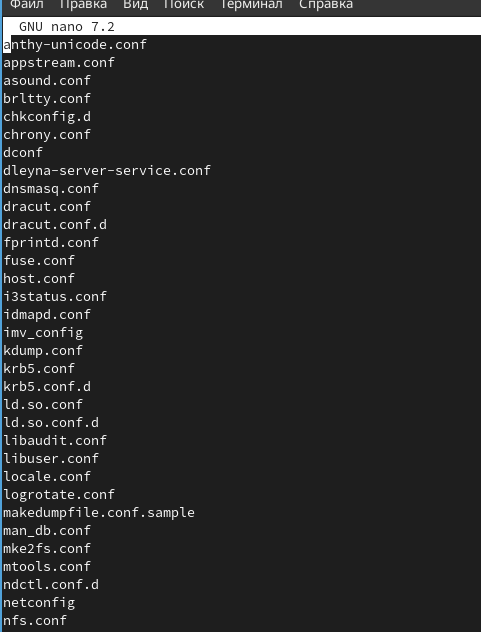 Файл Правка Вид Поиск Терминал Справка
GNU nano 7.2
anthy-unicode.conf
appstream.conf
asound.conf
brltty.conf
chkconfig.d
chrony.conf
dconf
dleyna-server-service.conf
dnsmasq.conf
dracut.conf
dracut.conf.d
fprintd.conf
fuse.conf
host.conf
i3status.conf
idmapd.conf
imv_config
kdump.conf
krb5.conf
krb5.conf.d
ld.so.conf
ld.so.conf.d
libaudit.conf
libuser.conf
locale.conf
logrotate.conf
makedumpfile.conf.sample
man_db.conf
mke2fs.conf
mtools.conf
ndctl.conf.d
netconfig
nfs.conf